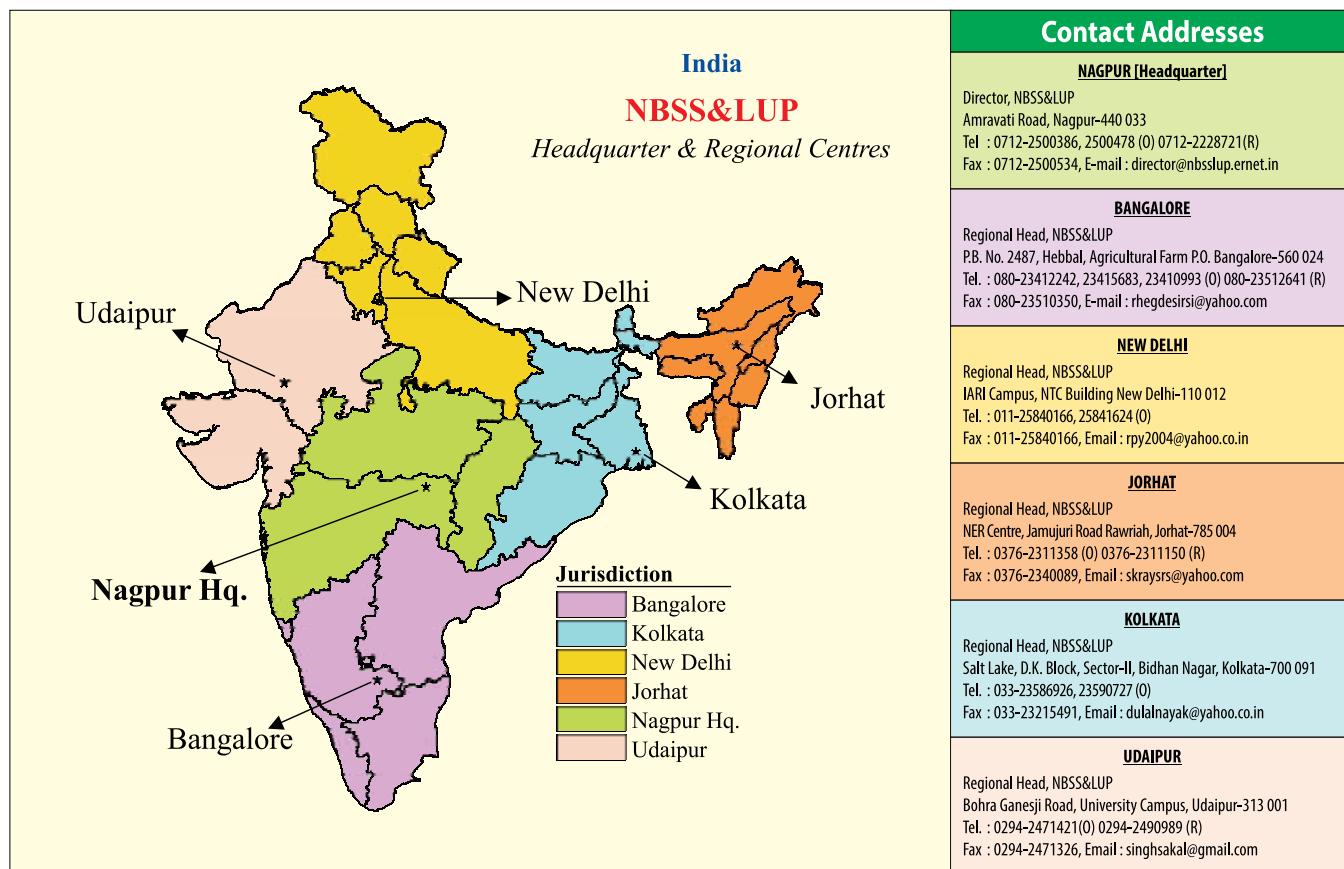 India
NBSS&LUP
Headquarter & Regional Centres
New Delhi
Udaipur
Jorhat
Kolkata
Nagpur Hq.
Bangalore
Jurisdiction
Bangalore
Kolkata
New Delhi
Jorhat
Nagpur Hq.
Udaipur
Contact Addresses
NAGPUR [Headquarter]
Director, NBSS&LUP
Amravati Road, Nagpur-440 033
Tel : 0712-2500386, 2500478 (O) 0712-2228721(R)
Fax : 0712-2500534, E-mail : director@nbsslup.ernet.in
BANGALORE
Regional Head, NBSS&LUP
P.B. No. 2487, Hebbal, Agricultural Farm P.O. Bangalore-560 024
Tel. : 080-23412242, 23415683, 23410993 (O) 080-23512641 (R)
Fax : 080-23510350, E-mail : rhegdesirsi@yahoo.com
NEW DELHI
Regional Head, NBSS&LUP
IARI Campus, NTC Building New Delhi-110 012
Tel. : 011-25840166, 25841624 (O)
Fax : 011-25840166, Email : rpy2004@yahoo.co.in
JORHAT
Regional Head, NBSS&LUP
NER Centre, Jamujuri Road Rawriah, Jorhat-785 004
Tel. : 0376-2311358 (O) 0376-2311150 (R)
Fax : 0376-2340089, Email : skraysrs@yahoo.com
KOLKATA
Regional Head, NBSS&LUP
Salt Lake, D.K. Block, Sector-II, Bidhan Nagar, Kolkata-700 091
Tel. : 033-23586926, 23590727 (O)
Fax : 033-23215491, Email : dulalnayak@yahoo.co.in
UDAIPUR
Regional Head, NBSS&LUP
Bohra Ganesji Road, University Campus, Udaipur-313 001
Tel. : 0294-2471421(O) 0294-2490989 (R)
Fax : 0294-2471326, Email : singhsakal@gmail.com